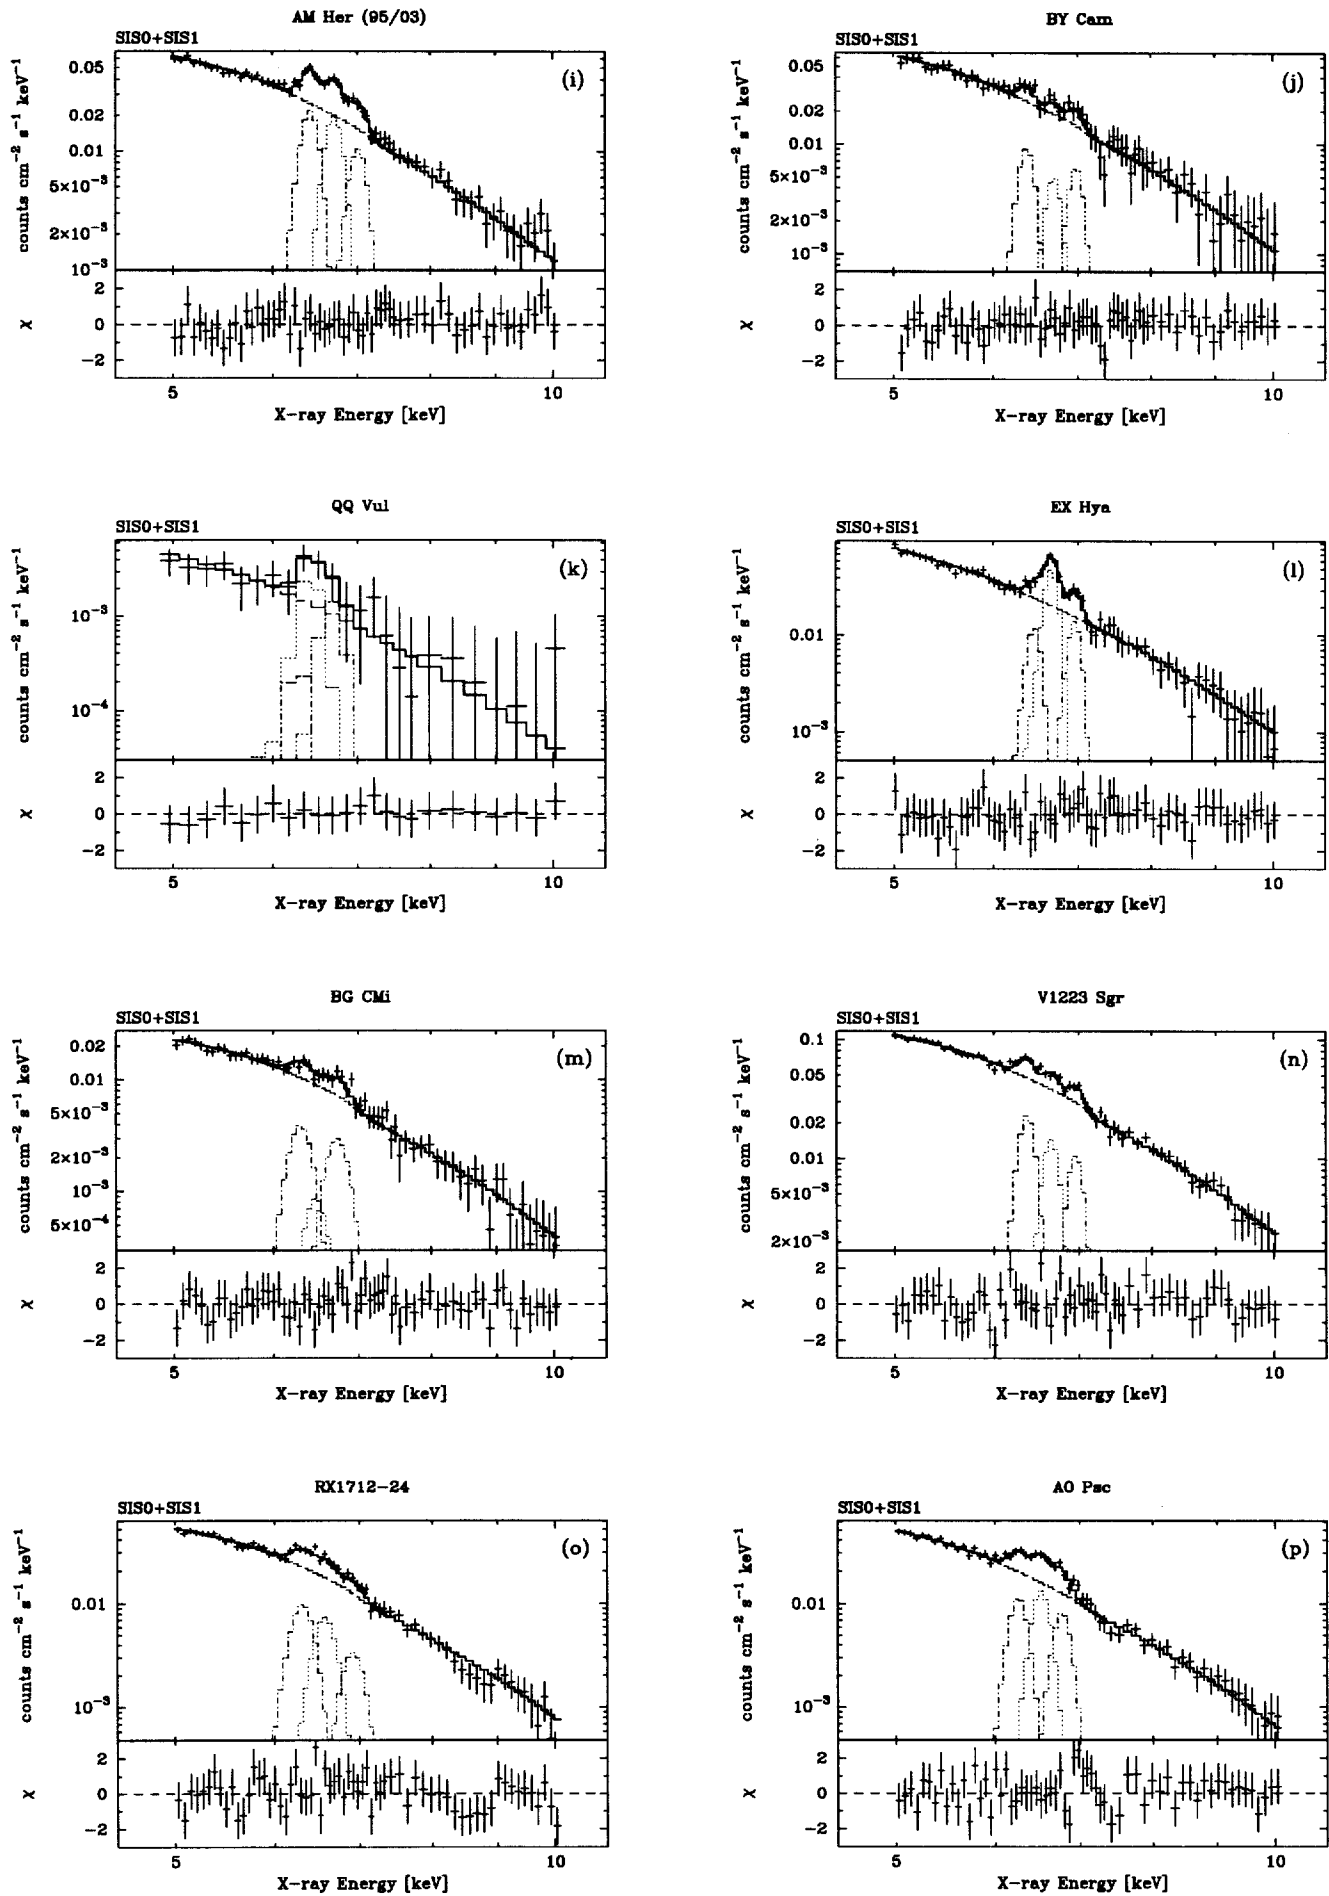 AM Her (95/03)
SIS0+SIS1
(i)
counts cm⁻² s⁻¹ keV⁻¹
0.05
0.01
5×10⁻³
2×10⁻³
10⁻³
χ
2
0
−2
5
10
X-ray Energy [keV]
BY Cam
SIS0+SIS1
(j)
counts cm⁻² s⁻¹ keV⁻¹
0.05
0.02
0.01
5×10⁻³
2×10⁻³
10⁻³
χ
2
0
−2
5
10
X-ray Energy [keV]
QQ Vul
SIS0+SIS1
(k)
counts cm⁻² s⁻¹ keV⁻¹
10⁻³
10⁻⁴
χ
2
0
−2
5
10
X-ray Energy [keV]
EX Hya
SIS0+SIS1
(l)
counts cm⁻² s⁻¹ keV⁻¹
0.01
10⁻³
χ
2
0
−2
5
10
X-ray Energy [keV]
BG CMi
SIS0+SIS1
(m)
counts cm⁻² s⁻¹ keV⁻¹
0.02
0.01
5×10⁻³
2×10⁻³
10⁻³
5×10⁻⁴
χ
2
0
−2
5
10
X-ray Energy [keV]
V1223 Sgr
SIS0+SIS1
(n)
counts cm⁻² s⁻¹ keV⁻¹
0.1
0.05
0.01
5×10⁻³
2×10⁻³
χ
2
0
−2
5
10
X-ray Energy [keV]
RX1712−24
SIS0+SIS1
(o)
counts cm⁻² s⁻¹ keV⁻¹
0.01
10⁻³
χ
2
0
−2
5
10
X-ray Energy [keV]
AO Psc
SIS0+SIS1
(p)
counts cm⁻² s⁻¹ keV⁻¹
0.01
10⁻³
χ
2
0
−2
5
10
X-ray Energy [keV]